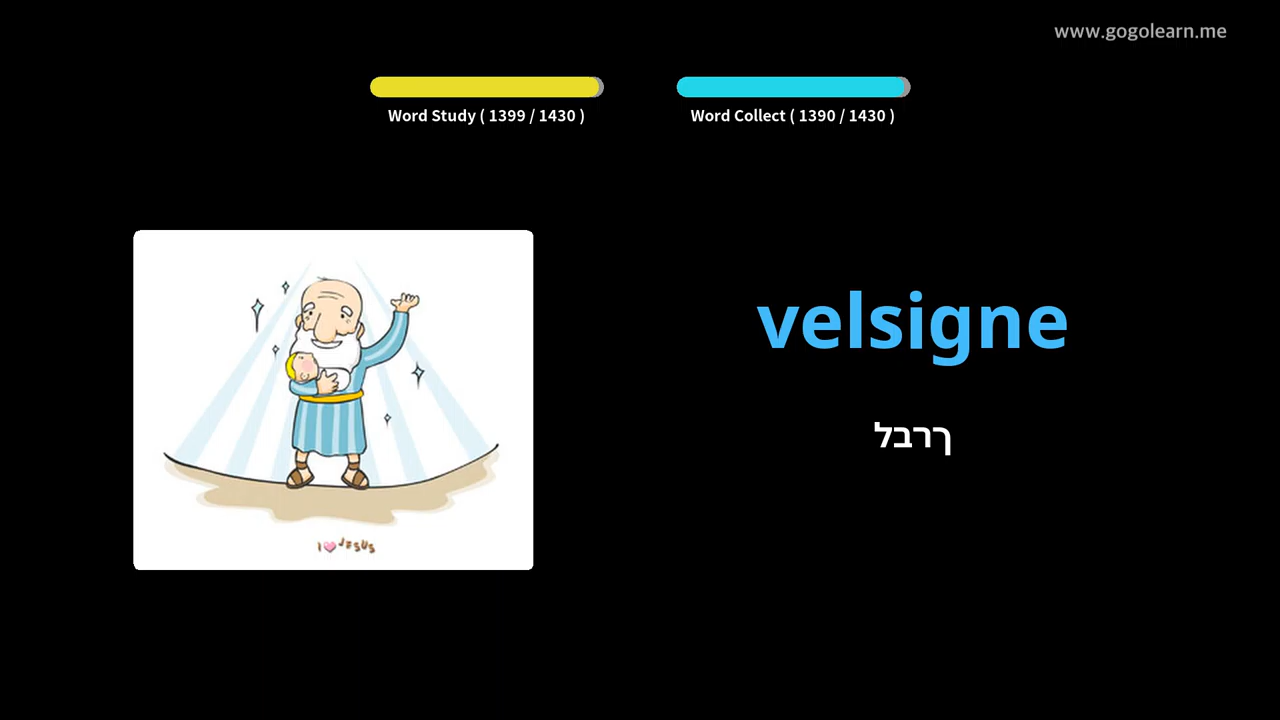 www.gogolearn.me
Word Study ( 1399 / 1430 )
Word Collect ( 1390 / 1430 )
velsigne
ךרבל
I JESUS